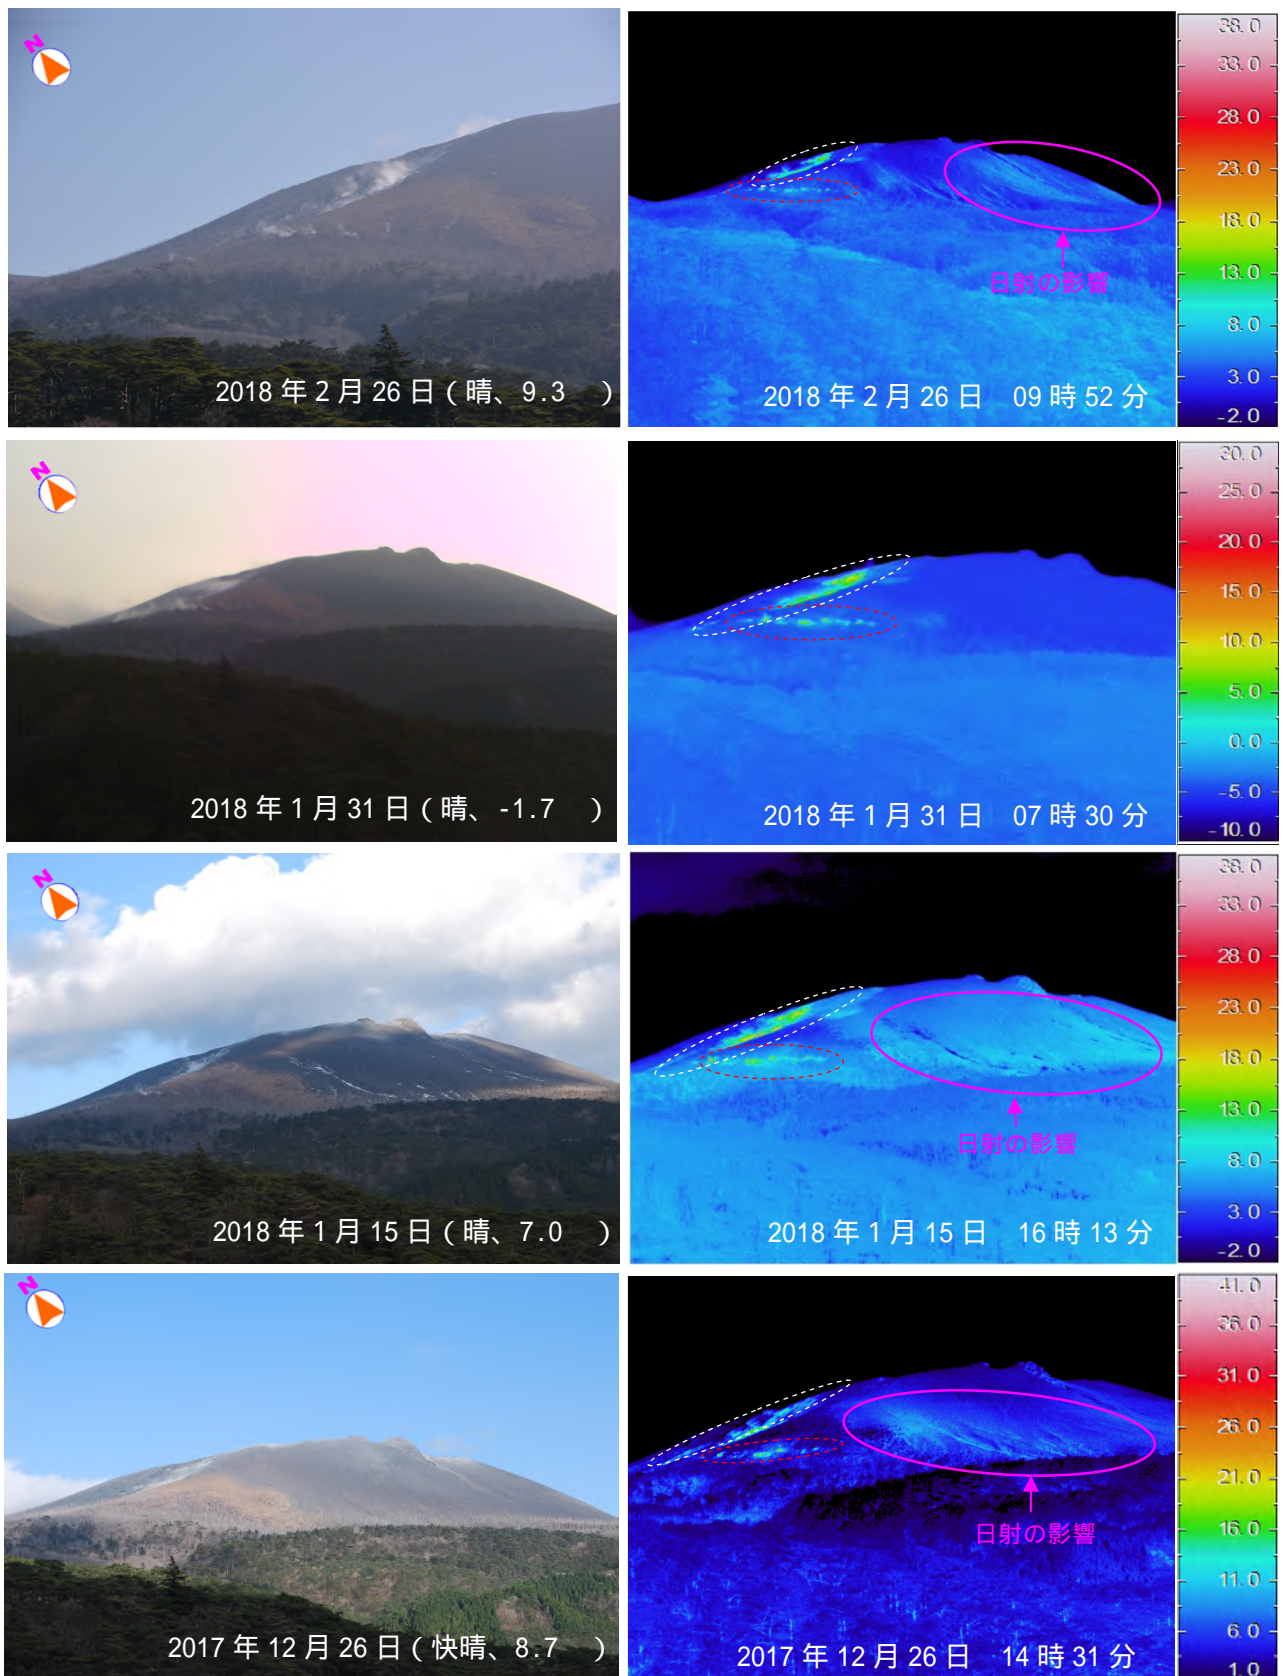 N
2018 年 2 月 26 日 ( 晴、9.3 )
日射の影響
2018 年 2 月 26 日 09 時 52 分
38.0
33.0
28.0
23.0
18.0
13.0
8.0
3.0
-2.0
N
2018 年 1 月 31 日 ( 晴、-1.7 )
2018 年 1 月 31 日 07 時 30 分
30.0
25.0
20.0
15.0
10.0
5.0
0.0
-5.0
-10.0
N
2018 年 1 月 15 日 ( 晴、7.0 )
日射の影響
2018 年 1 月 15 日 16 時 13 分
38.0
33.0
28.0
23.0
18.0
13.0
8.0
3.0
-2.0
N
2017 年 12 月 26 日 ( 快晴、8.7 )
日射の影響
2017 年 12 月 26 日 14 時 31 分
41.0
36.0
31.0
26.0
21.0
16.0
11.0
6.0
1.0